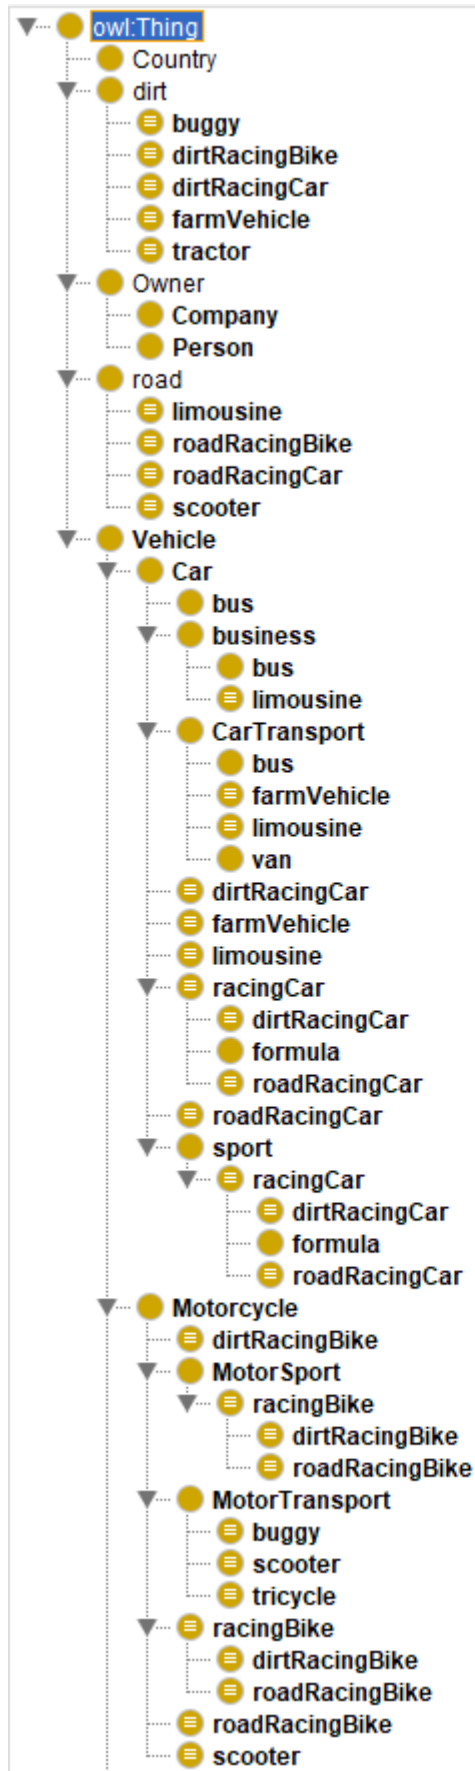 owl:Thing
Country
dirt
buggy
dirtRacingBike
dirtRacingCar
farmVehicle
tractor
Owner
Company
Person
road
limousine
roadRacingBike
roadRacingCar
scooter
Vehicle
Car
bus
business
bus
limousine
CarTransport
bus
farmVehicle
limousine
van
dirtRacingCar
farmVehicle
limousine
racingCar
dirtRacingCar
formula
roadRacingCar
roadRacingCar
sport
racingCar
dirtRacingCar
formula
roadRacingCar
Motorcycle
dirtRacingBike
MotorSport
racingBike
dirtRacingBike
roadRacingBike
MotorTransport
buggy
scooter
tricycle
racingBike
dirtRacingBike
roadRacingBike
roadRacingBike
scooter